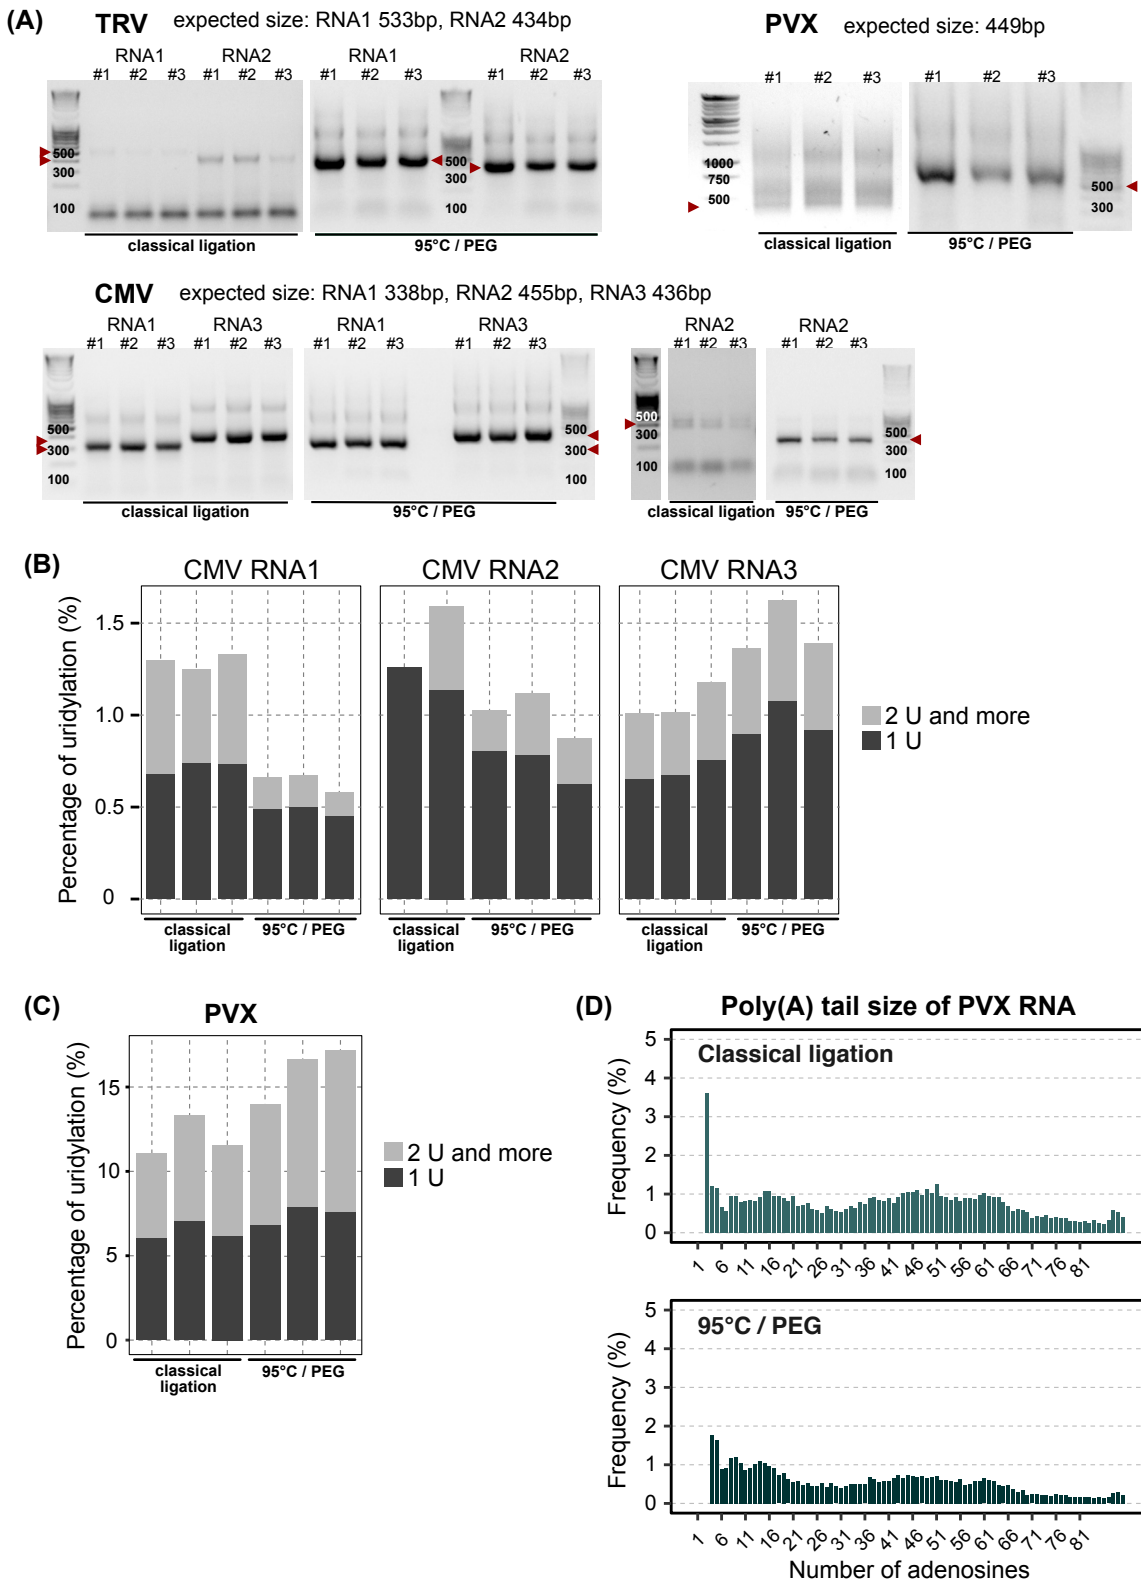 (A)
TRV expected size: RNA1 533bp, RNA2 434bp
RNA1 RNA2 RNA1 RNA2
#1 #2 #3 #1 #2 #3 #1 #2 #3 #1 #2 #3
500
300
100
500
300
100
classical ligation 95°C / PEG
PVX expected size: 449bp
#1 #2 #3 #1 #2 #3
1000
750
500
500
300
classical ligation 95°C / PEG
CMV expected size: RNA1 338bp, RNA2 455bp, RNA3 436bp
RNA1 RNA3 RNA1 RNA3 RNA2 RNA2
#1 #2 #3 #1 #2 #3 #1 #2 #3 #1 #2 #3 #1 #2 #3 #1 #2 #3
500
300
100
500
300
100
500
300
100
500
300
100
classical ligation 95°C / PEG classical ligation 95°C / PEG
(B)
CMV RNA1 CMV RNA2 CMV RNA3
Percentage of uridylation (%)
1.5
1.0
0.5
0
2 U and more
1 U
classical ligation 95°C / PEG
classical ligation 95°C / PEG
classical ligation 95°C / PEG
(C)
PVX
Percentage of uridylation (%)
15
10
5
0
2 U and more
1 U
classical ligation 95°C / PEG
(D)
Poly(A) tail size of PVX RNA
Classical ligation
Frequency (%)
5
4
3
2
1
0
1 6 11 16 21 26 31 36 41 46 51 56 61 66 71 76 81
95°C / PEG
Frequency (%)
5
4
3
2
1
0
1 6 11 16 21 26 31 36 41 46 51 56 61 66 71 76 81
Number of adenosines